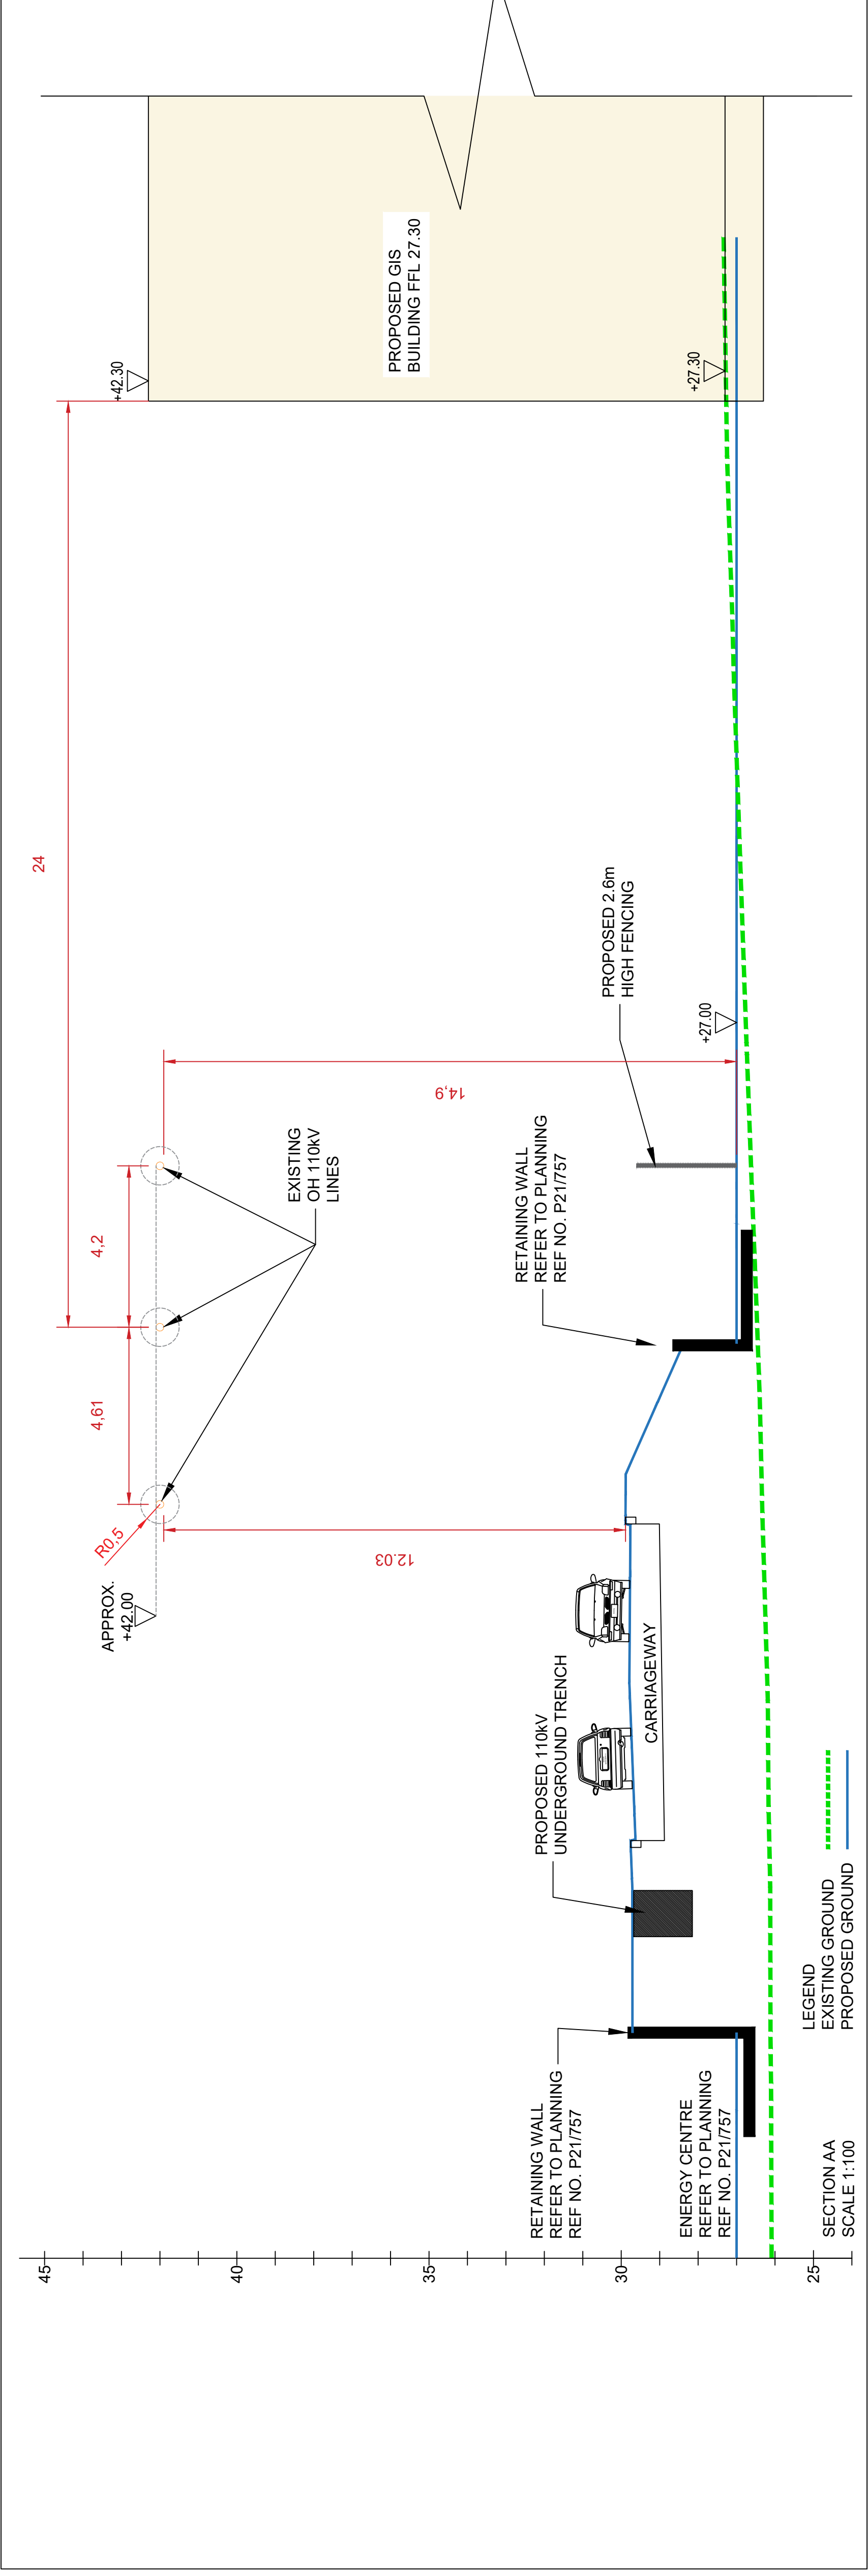 45
40
35
30
25
APPROX.
+42.00
R0,5
4,61
4,2
24
EXISTING
OH 110kV
LINES
12.03
14,9
+42.30
PROPOSED GIS
BUILDING FFL 27.30
+27.30
+27.00
PROPOSED 2.6m
HIGH FENCING
RETAINING WALL
REFER TO PLANNING
REF NO. P21/757
PROPOSED 110kV
UNDERGROUND TRENCH
CARRIAGEWAY
RETAINING WALL
REFER TO PLANNING
REF NO. P21/757
ENERGY CENTRE
REFER TO PLANNING
REF NO. P21/757
SECTION AA
SCALE 1:100
LEGEND
EXISTING GROUND
PROPOSED GROUND